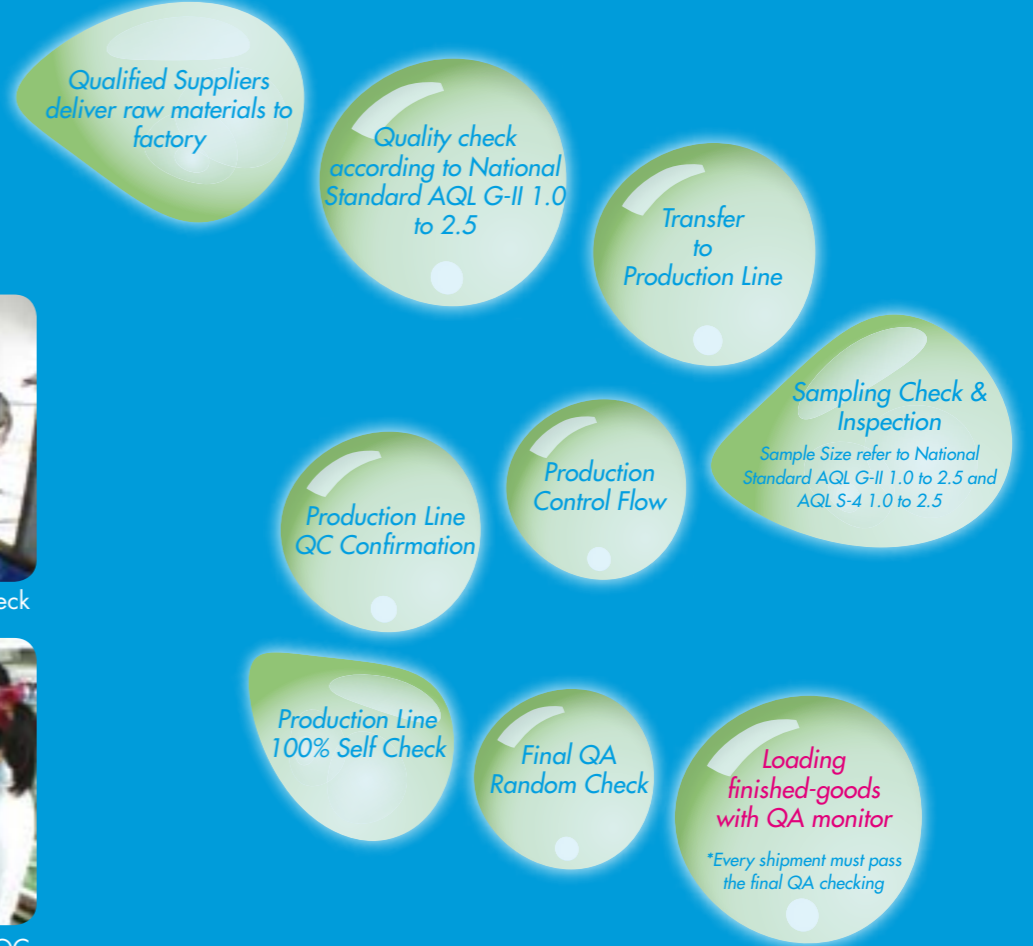 Qualified Suppliers
deliver raw materials to
factory
Quality check
according to National
Standard AQL G-II 1.0
to 2.5
Transfer
to
Production Line
Sampling Check &
Inspection
Sample Size refer to National
Standard AQL G-II 1.0 to 2.5 and
AQL S-4 1.0 to 2.5
Production
Control Flow
Production Line
QC Confirmation
Production Line
100% Self Check
Final QA
Random Check
Loading
finished-goods
with QA monitor
*Every shipment must pass
the final QA checking